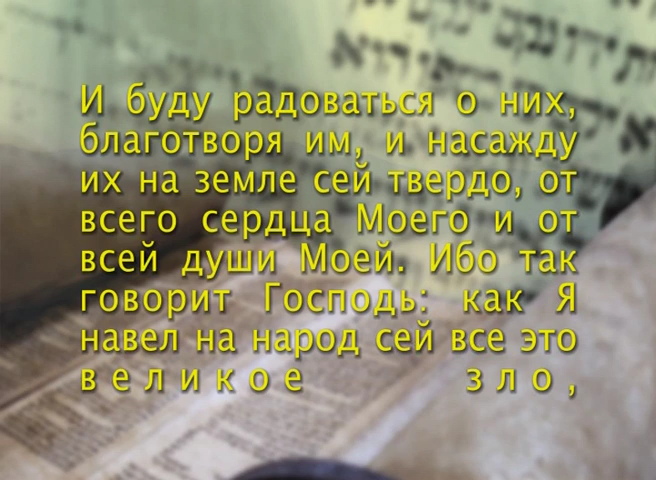 И буду радоваться о них,
благотворя им, и насажду
их на земле сей твердо, от
всего сердца Моего и от
всей души Моей. Ибо так
говорит Господь: как Я
навел на народ сей все это
великое зло,